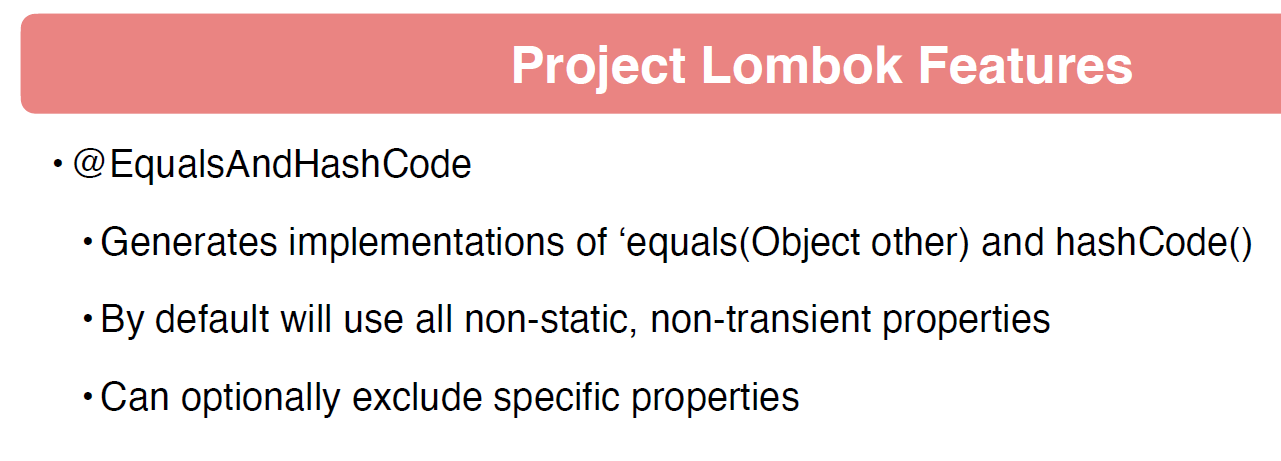 Project Lombok Features
• @EqualsAndHashCode
• Generates implementations of ‘equals(Object other) and hashCode()
• By default will use all non-static, non-transient properties
• Can optionally exclude specific properties